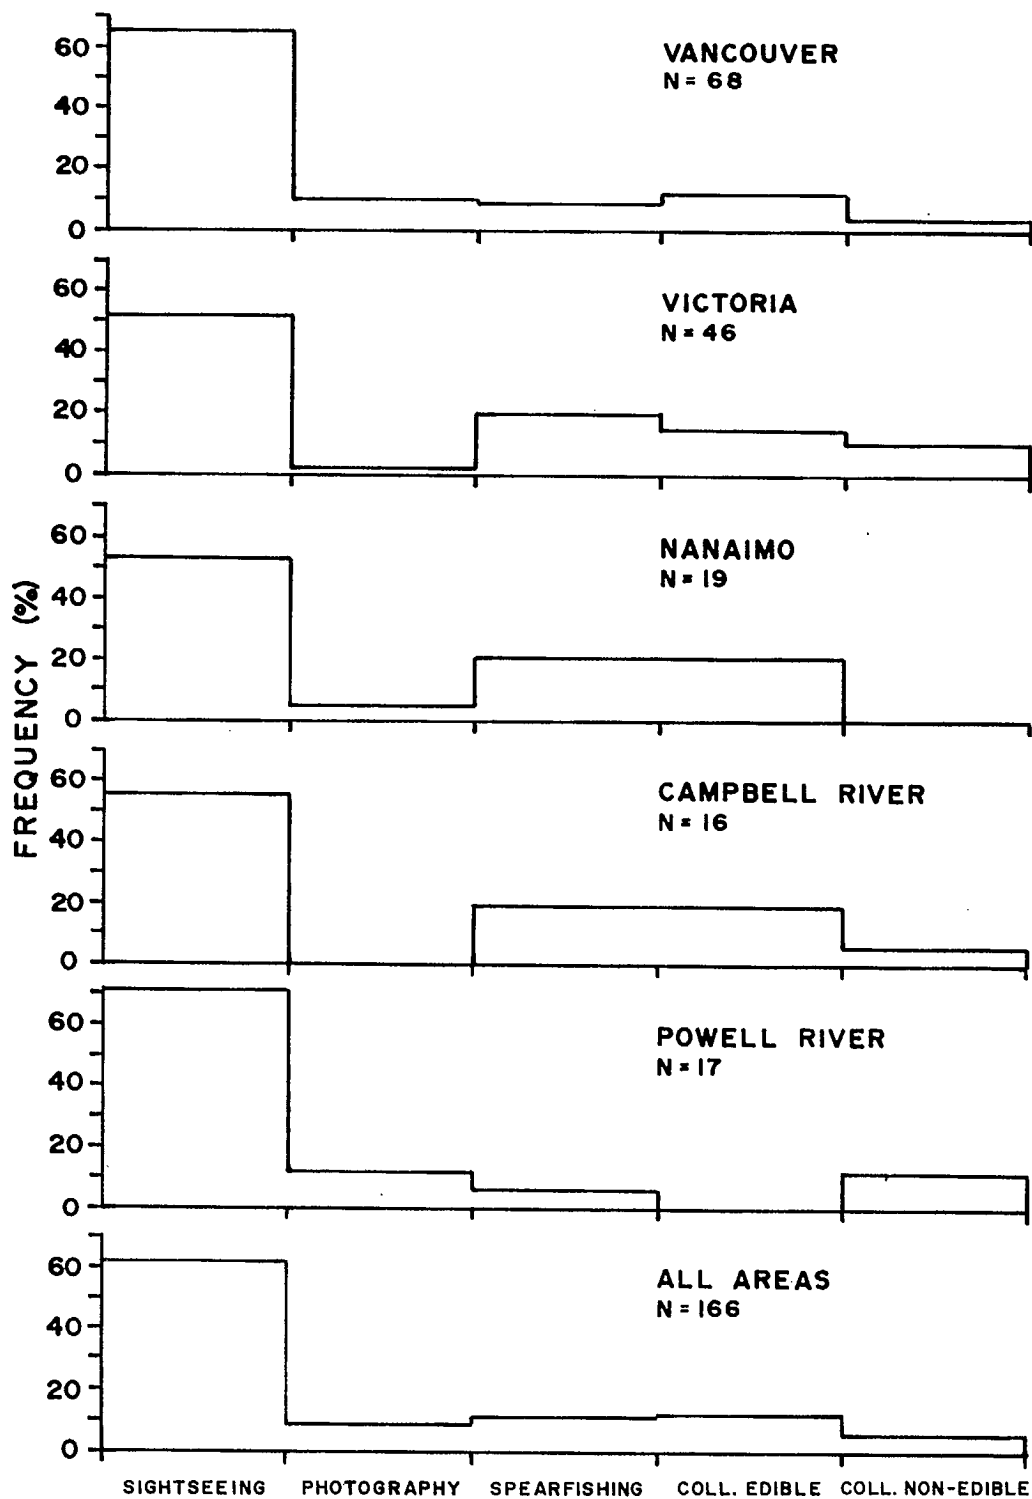 FREQUENCY (%)
60
40
20
0
VANCOUVER
N = 68
60
40
20
0
VICTORIA
N = 46
60
40
20
0
NANAIMO
N = 19
60
40
20
0
CAMPBELL RIVER
N = 16
60
40
20
0
POWELL RIVER
N = 17
60
40
20
0
ALL AREAS
N = 166
SIGHTSEEING PHOTOGRAPHY SPEARFISHING COLL. EDIBLE COLL. NON-EDIBLE